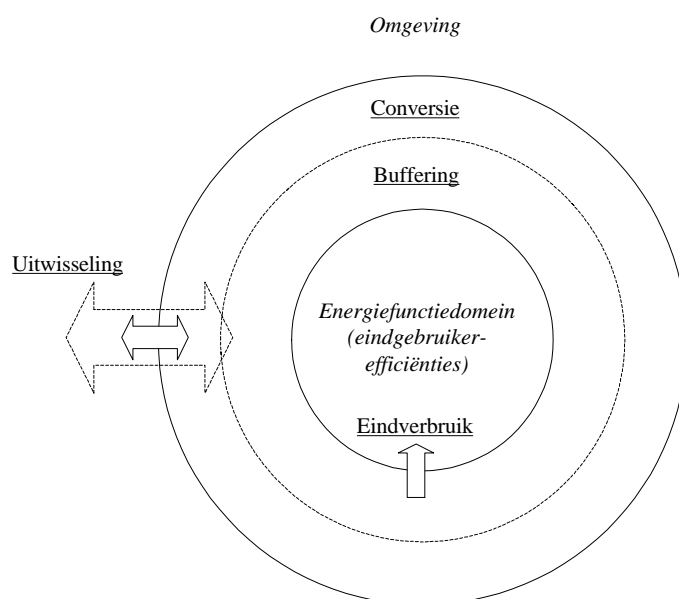 Omgeving
Conversie
Buffering
Uitwisseling
Energiefunctiedomein
(eindgebruiker-
efficiënties)
Eindverbruik